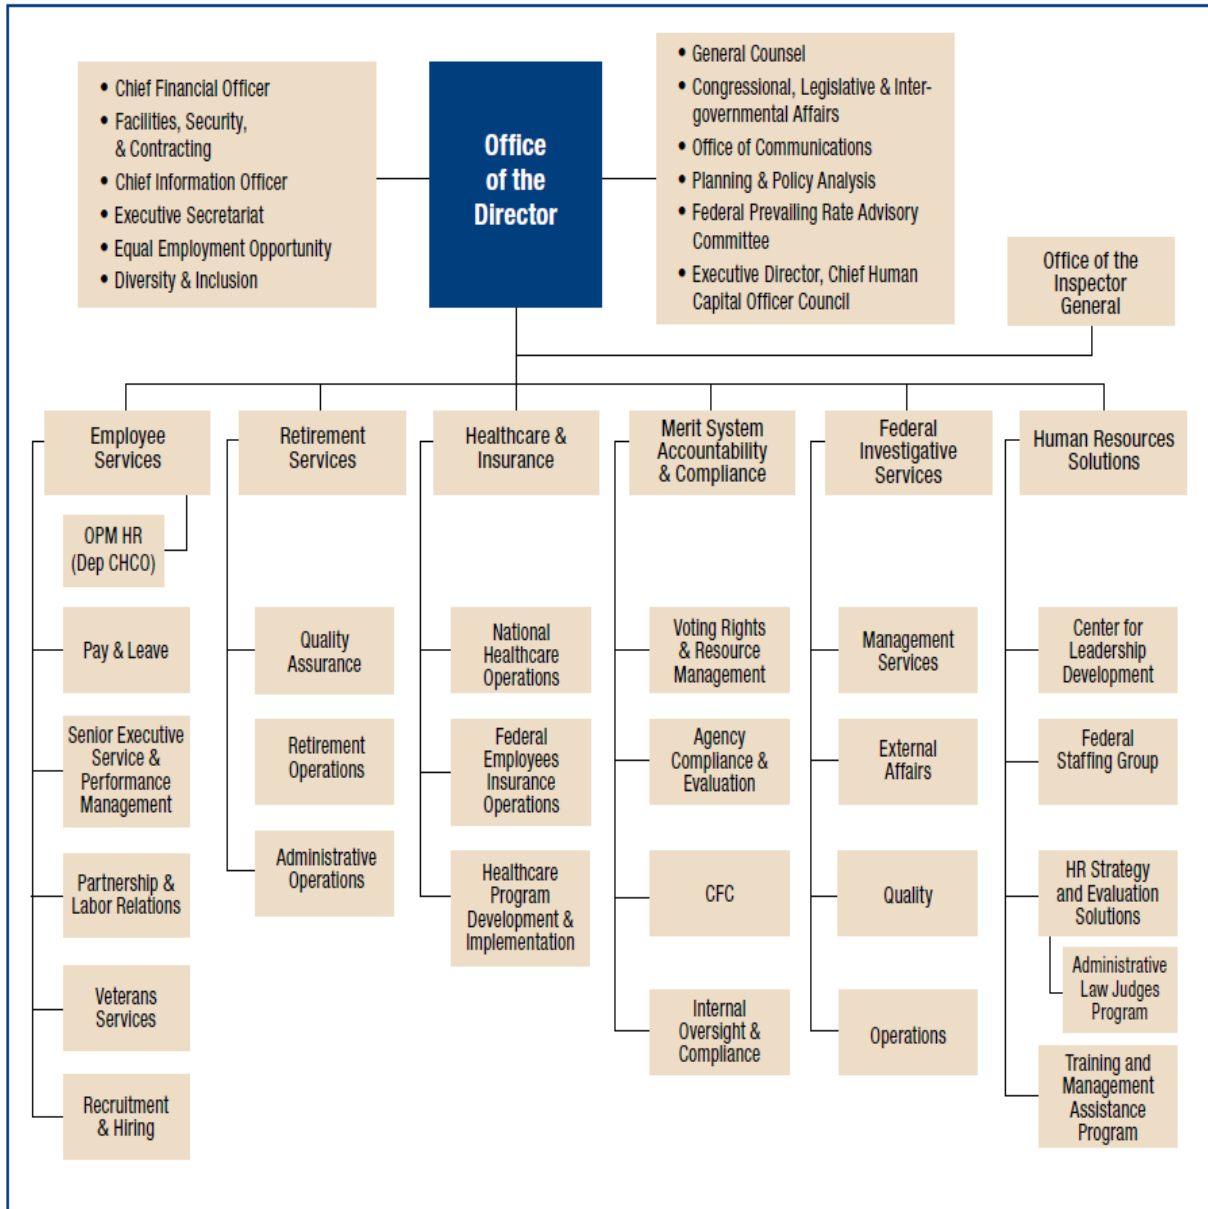 • Chief Financial Officer
• Facilities, Security,
& Contracting
• Chief Information Officer
• Executive Secretariat
• Equal Employment Opportunity
• Diversity & Inclusion
Office
of the
Director
• General Counsel
• Congressional, Legislative & Inter-
governmental Affairs
• Office of Communications
• Planning & Policy Analysis
• Federal Prevailing Rate Advisory
Committee
• Executive Director, Chief Human
Capital Officer Council
Office of the
Inspector
General
Employee
Services
OPM HR
(Dep CHCO)
Pay & Leave
Senior Executive
Service &
Performance
Management
Partnership &
Labor Relations
Veterans
Services
Recruitment
& Hiring
Retirement
Services
Quality
Assurance
Retirement
Operations
Administrative
Operations
Healthcare &
Insurance
National
Healthcare
Operations
Federal
Employees
Insurance
Operations
Healthcare
Program
Development &
Implementation
Merit System
Accountability
& Compliance
Voting Rights
& Resource
Management
Agency
Compliance &
Evaluation
CFC
Internal
Oversight &
Compliance
Federal
Investigative
Services
Management
Services
External
Affairs
Quality
Operations
Human Resources
Solutions
Center for
Leadership
Development
Federal
Staffing Group
HR Strategy
and Evaluation
Solutions
Administrative
Law Judges
Program
Training and
Management
Assistance
Program